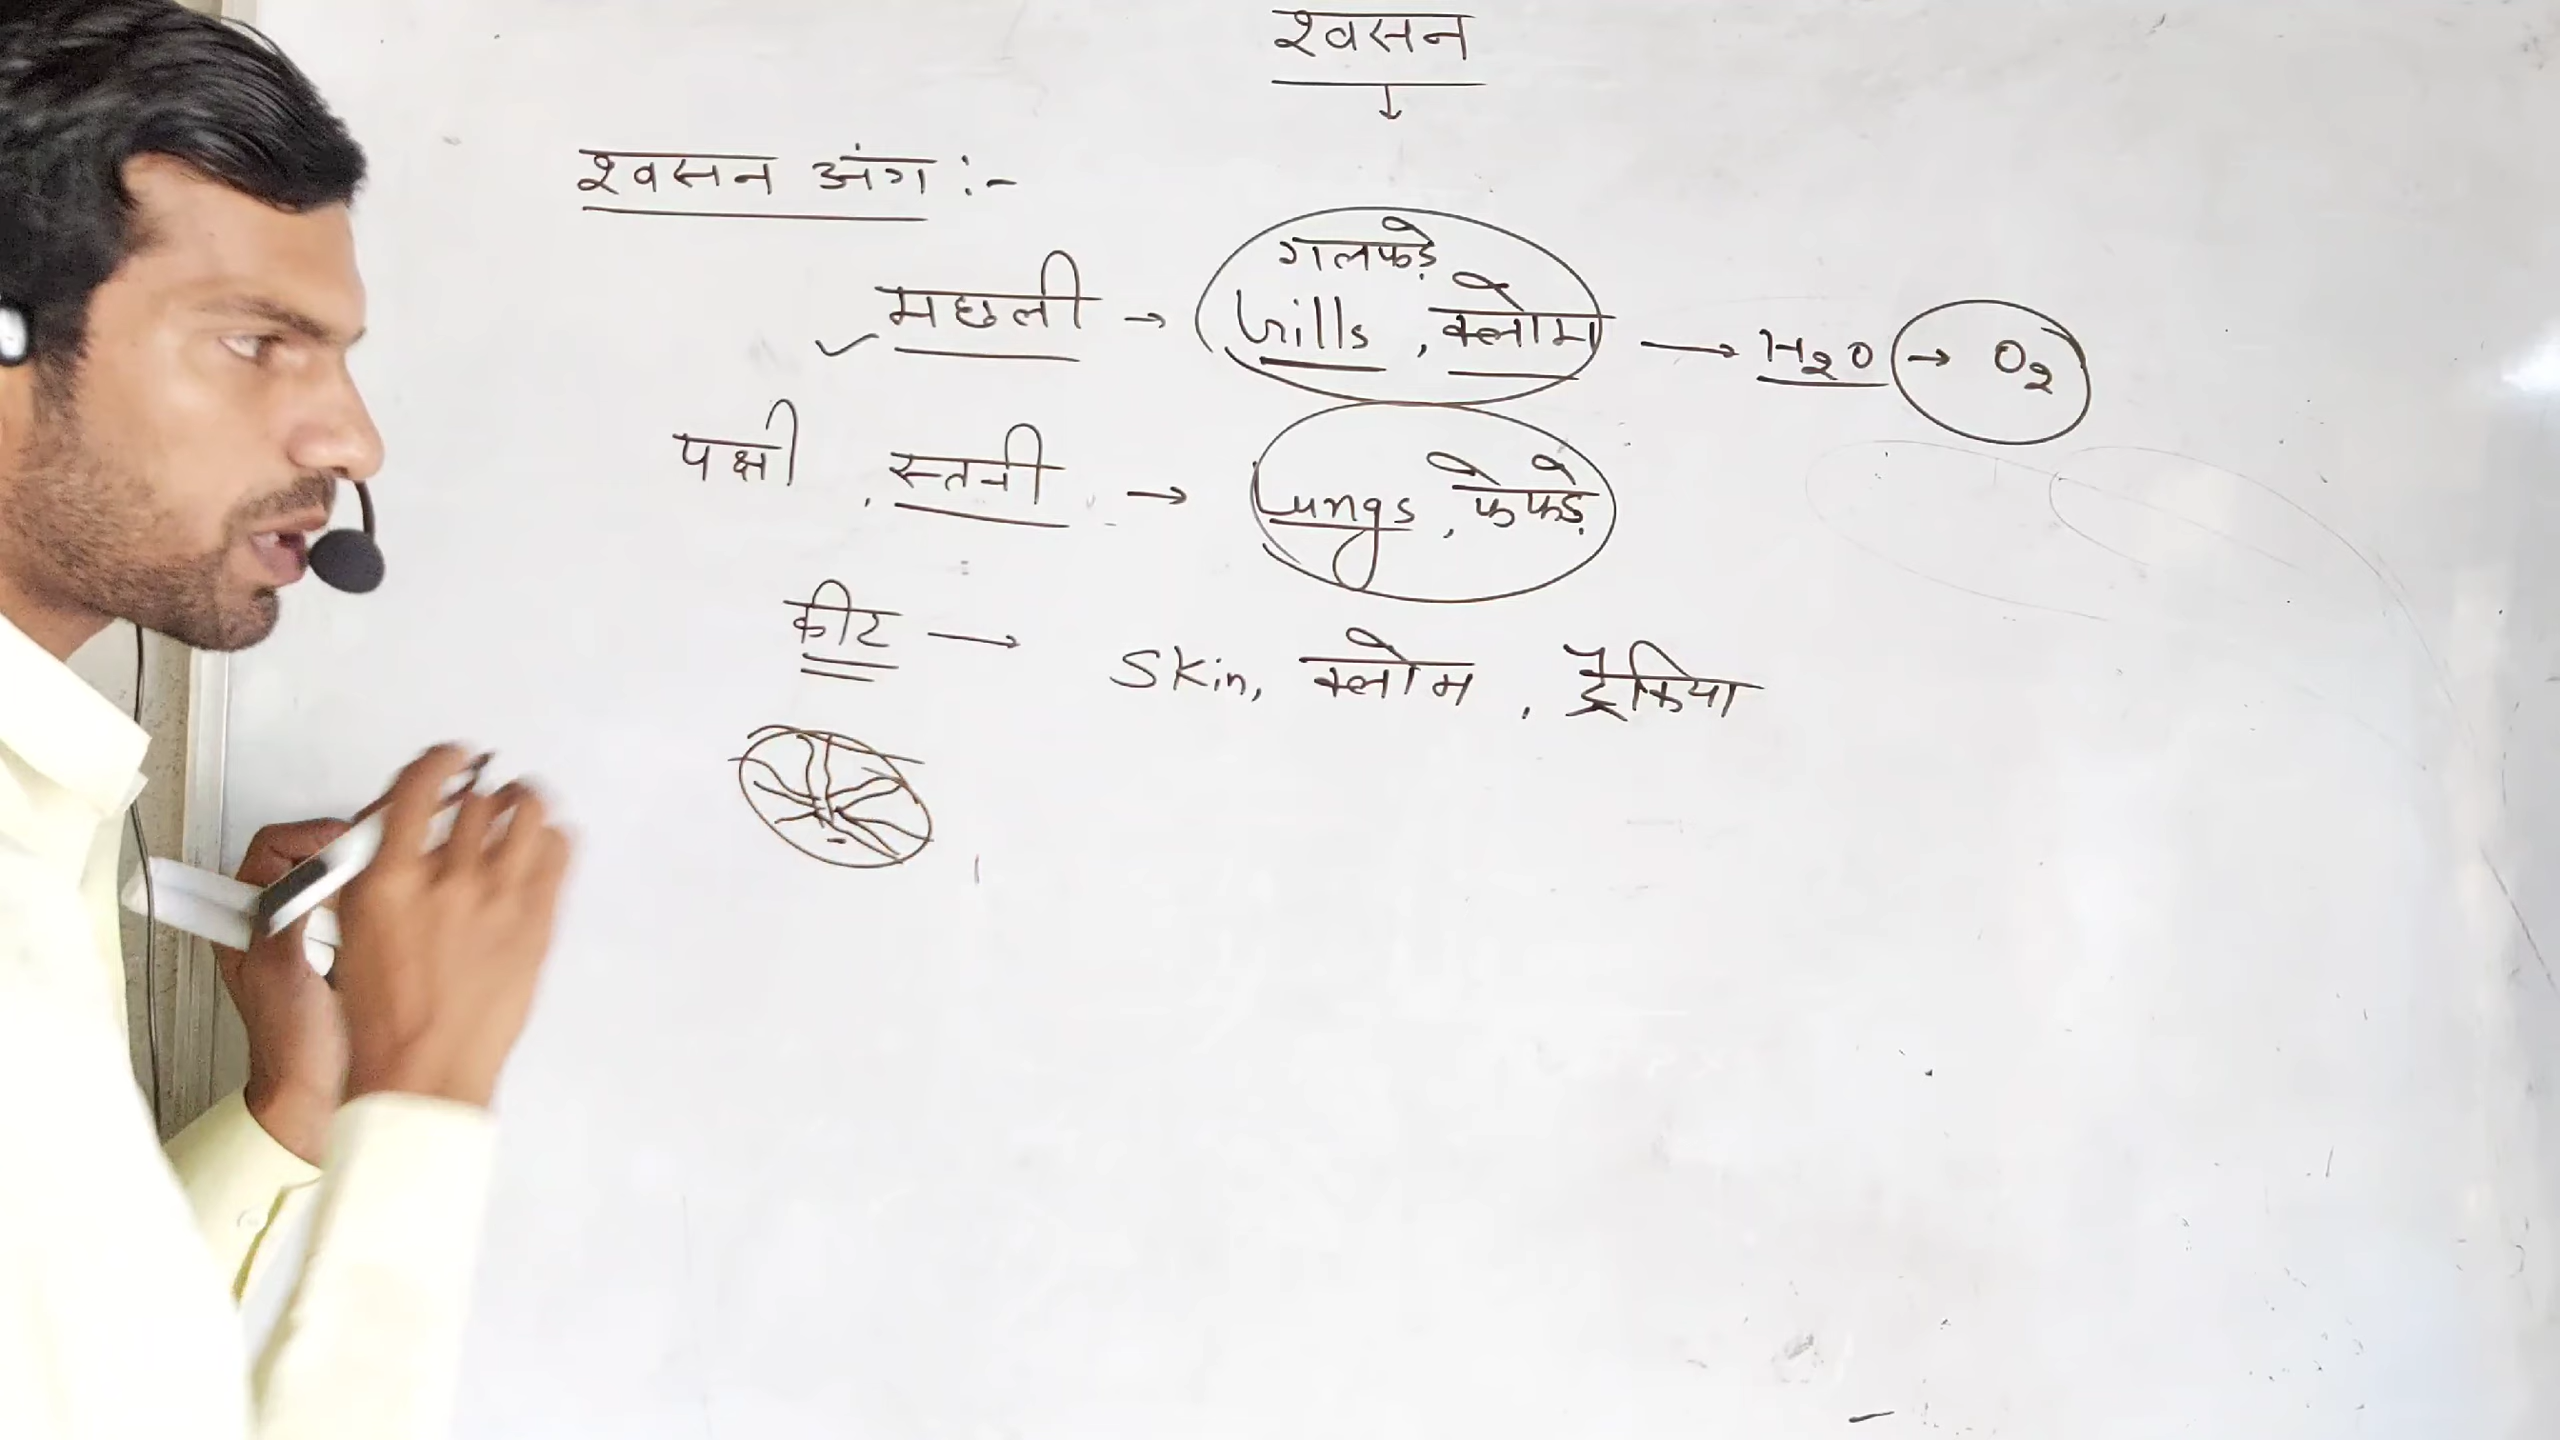 श्वसन
श्वसन अंग :-
गलफड़े
मछली → Gills, क्लोम → H2O → O2
पक्षी, स्तनी → Lungs, फेफड़े
कीट → Skin, क्लोम, ट्रैकिया